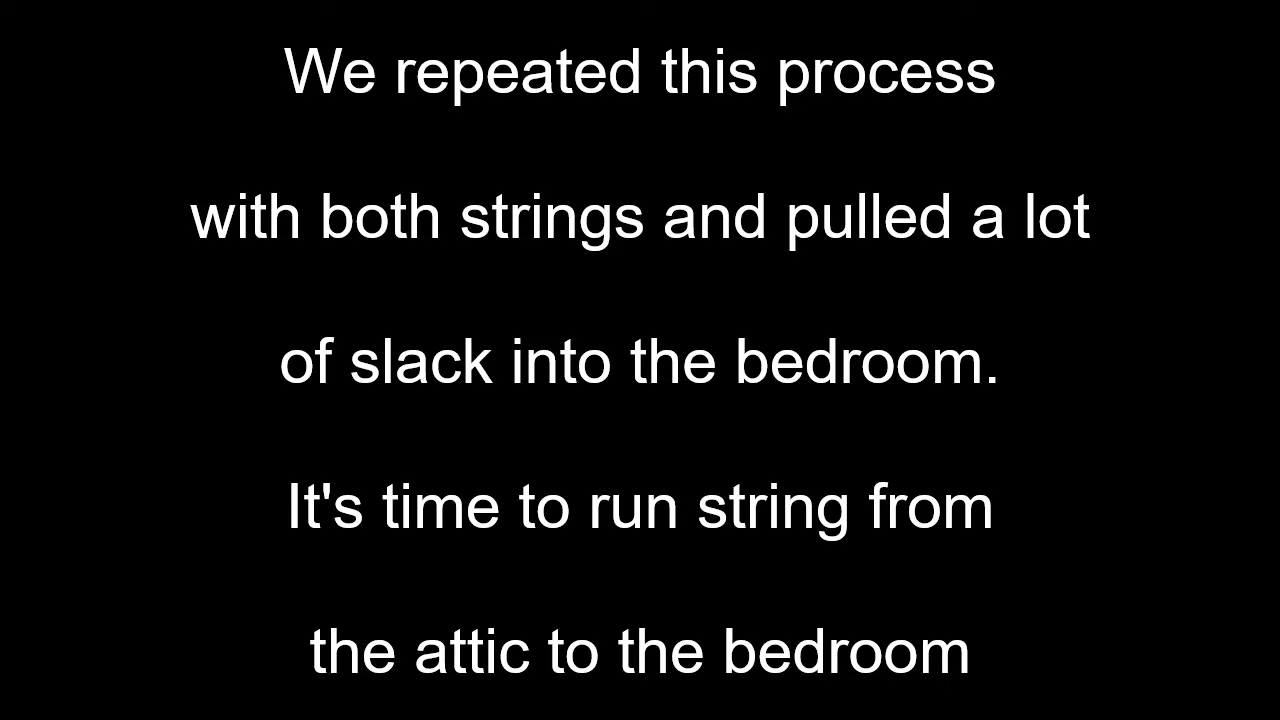 We repeated this process
with both strings and pulled a lot
of slack into the bedroom.
It's time to run string from
the attic to the bedroom